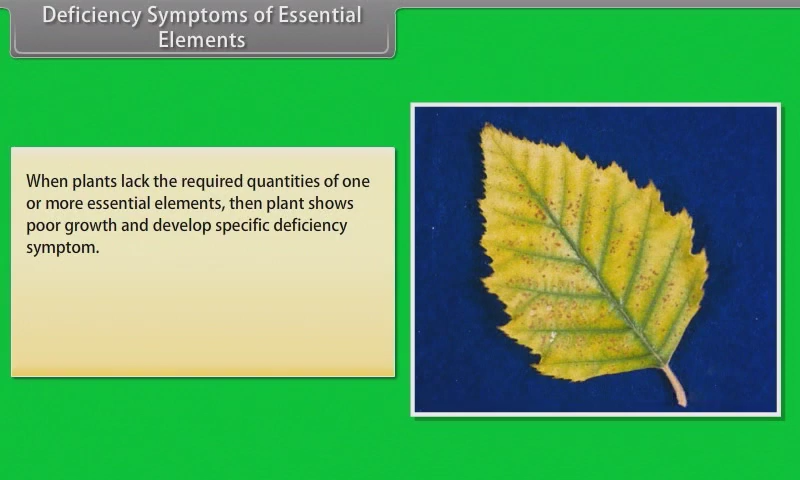 Deficiency Symptoms of Essential
Elements
When plants lack the required quantities of one
or more essential elements, then plant shows
poor growth and develop specific deficiency
symptom.